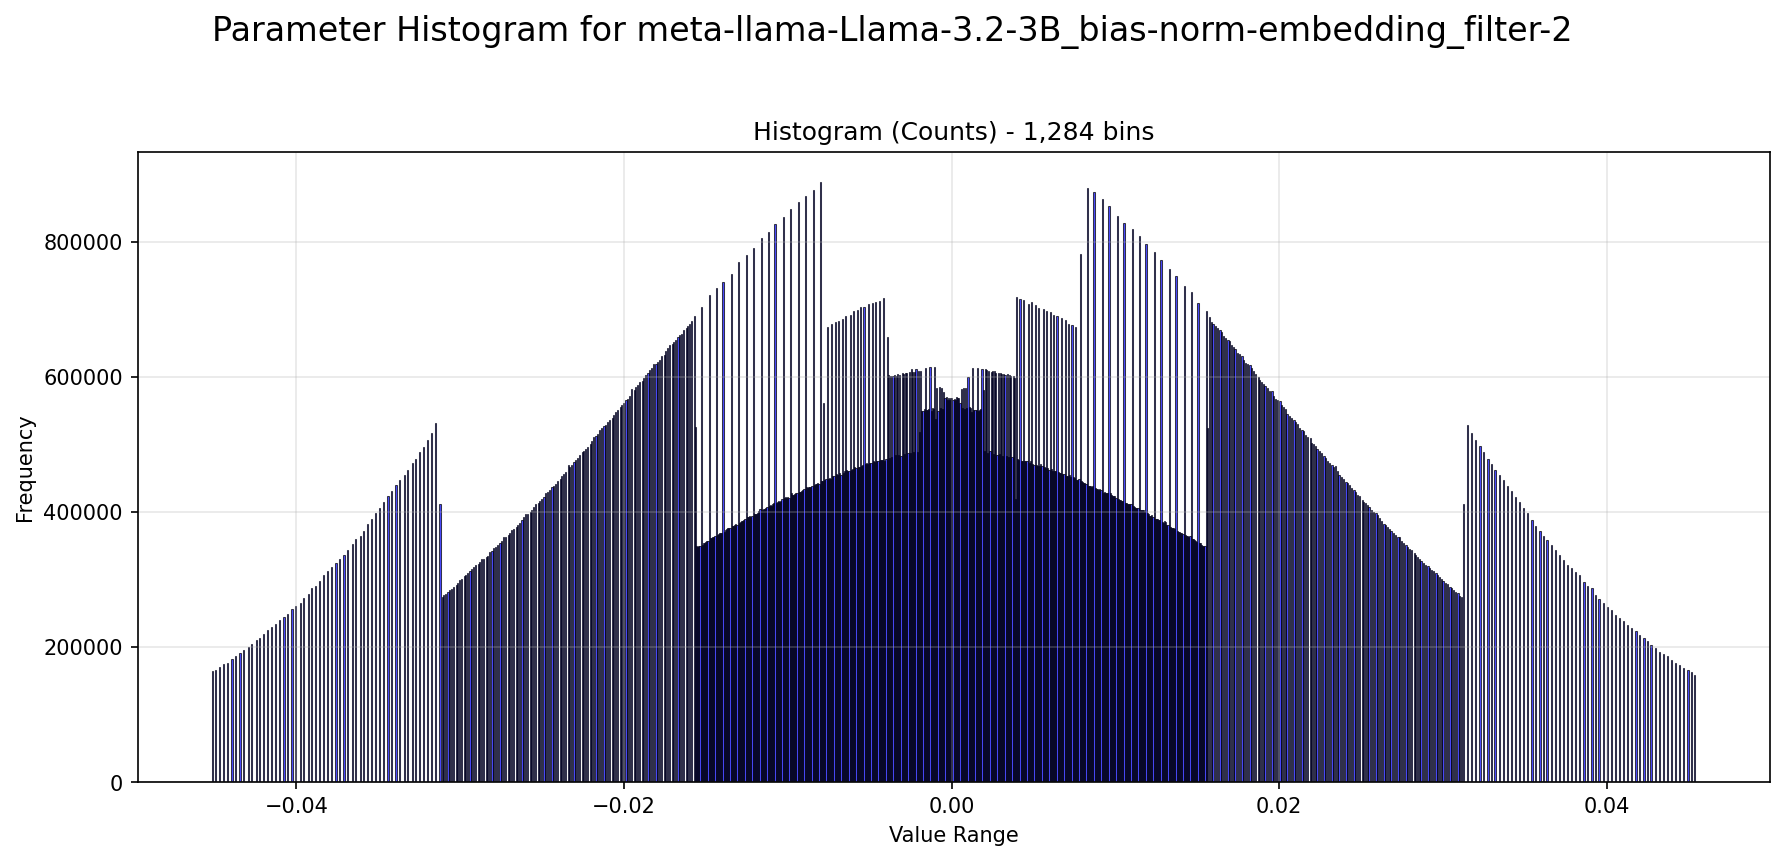 Parameter Histogram for meta-llama-Llama-3.2-3B_bias-norm-embedding_filter-2
Histogram (Counts) - 1,284 bins
Frequency
800000
600000
400000
200000
0
−0.04
−0.02
0.00
0.02
0.04
Value Range